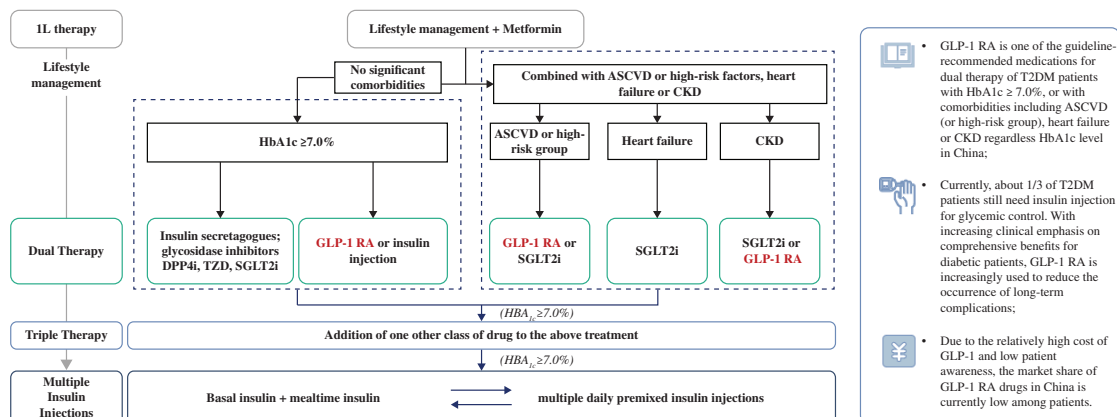 1L therapy
Lifestyle management + Metformin
Lifestyle
management
No significant
comorbidities
Combined with ASCVD or high-risk factors, heart
failure or CKD
HbA1c ≥7.0%
ASCVD or high-
risk group
Heart failure
CKD
Dual Therapy
Insulin secretagogues;
glycosidase inhibitors
DPP4i, TZD, SGLT2i
GLP-1 RA or insulin
injection
GLP-1 RA or
SGLT2i
SGLT2i
SGLT2i or
GLP-1 RA
(HBA1c≥7.0%)
Triple Therapy
Addition of one other class of drug to the above treatment
(HBA1c≥7.0%)
Multiple
Insulin
Injections
Basal insulin + mealtime insulin
multiple daily premixed insulin injections
• GLP-1 RA is one of the guideline-
recommended medications for
dual therapy of T2DM patients
with HbA1c ≥ 7.0%, or with
comorbidities including ASCVD
(or high-risk group), heart failure
or CKD regardless HbA1c level
in China;
• Currently, about 1/3 of T2DM
patients still need insulin injection
for glycemic control. With
increasing clinical emphasis on
comprehensive benefits for
diabetic patients, GLP-1 RA is
increasingly used to reduce the
occurrence of long-term
complications;
¥
• Due to the relatively high cost of
GLP-1 and low patient
awareness, the market share of
GLP-1 RA drugs in China is
currently low among patients.